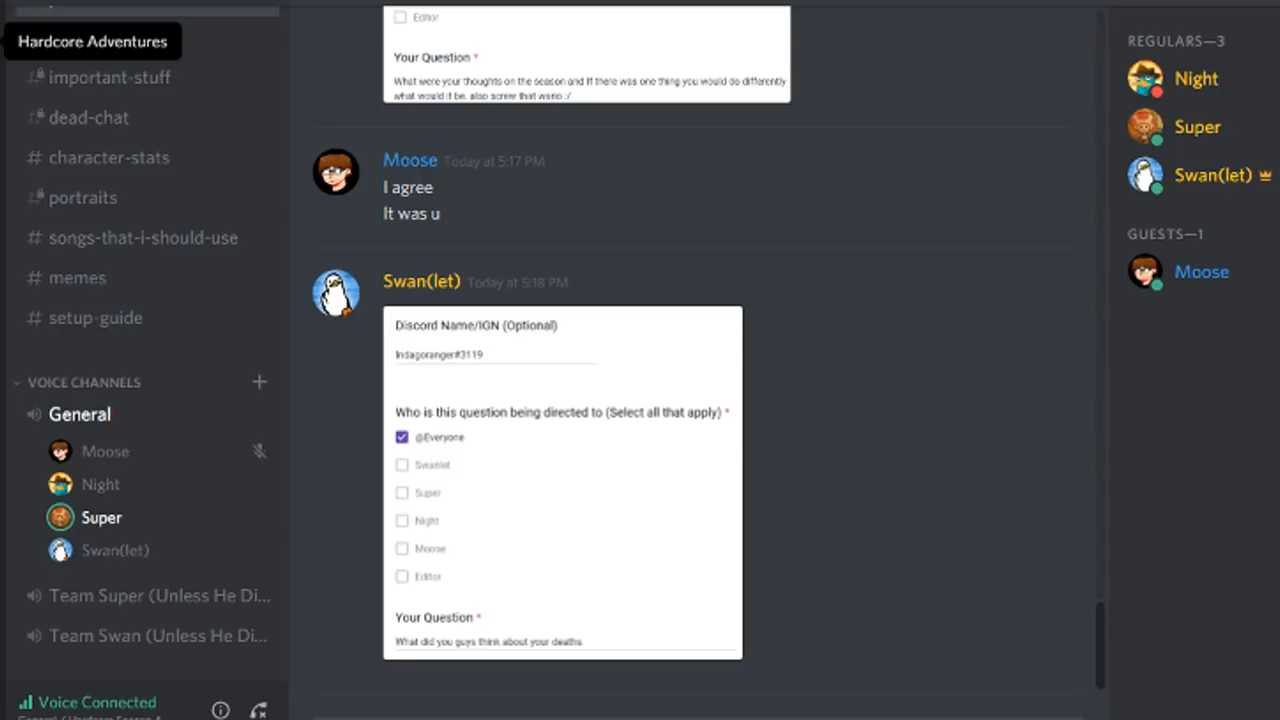 Hardcore Adventures
important-stuff
dead-chat
# character-stats
portraits
# songs-that-i-should-use
# memes
# setup-guide
VOICE CHANNELS +
General
Moose
Night
Super
Swan(let)
Team Super (Unless He Di...
Team Swan (Unless He Di...
Voice Connected
Editor
Your Question *
What were your thoughts on the season and If there was one thing you would do differently
what would it be. also screw that wario :/
Moose Today at 5:17 PM
I agree
It was u
Swan(let) Today at 5:18 PM
Discord Name/IGN (Optional)
Indagoranger#3119
Who is this question being directed to (Select all that apply) *
@Everyone
Swanlet
Super
Night
Moose
Editor
Your Question *
What did you guys think about your deaths
REGULARS—3
Night
Super
Swan(let)
GUESTS—1
Moose